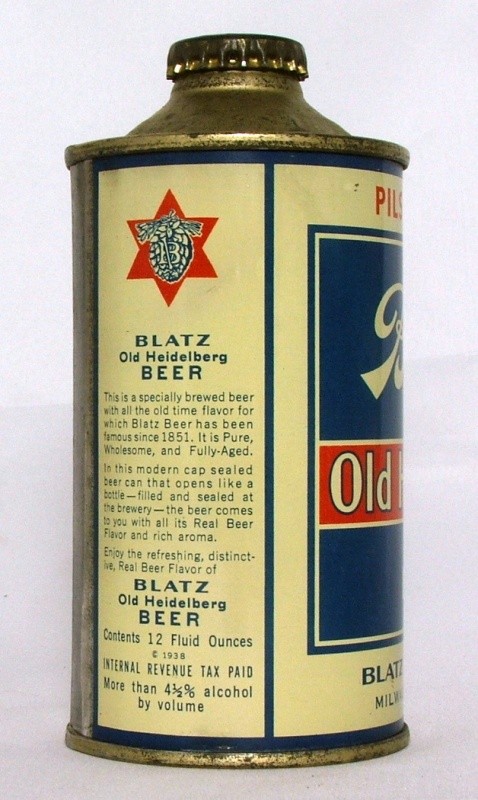 B
BLATZ
Old Heidelberg
BEER
This is a specially brewed beer
with all the old time flavor for
which Blatz Beer has been
famous since 1851. It is Pure,
Wholesome, and Fully-Aged.
In this modern cap sealed
beer can that opens like a
bottle—filled and sealed at
the brewery—the beer comes
to you with all its Real Beer
Flavor and rich aroma.
Enjoy the refreshing, distinct-
ive, Real Beer Flavor of
BLATZ
Old Heidelberg
BEER
Contents 12 Fluid Ounces
© 1938
INTERNAL REVENUE TAX PAID
More than 4½% alcohol
by volume
PILS
Old
BLATZ
MILW